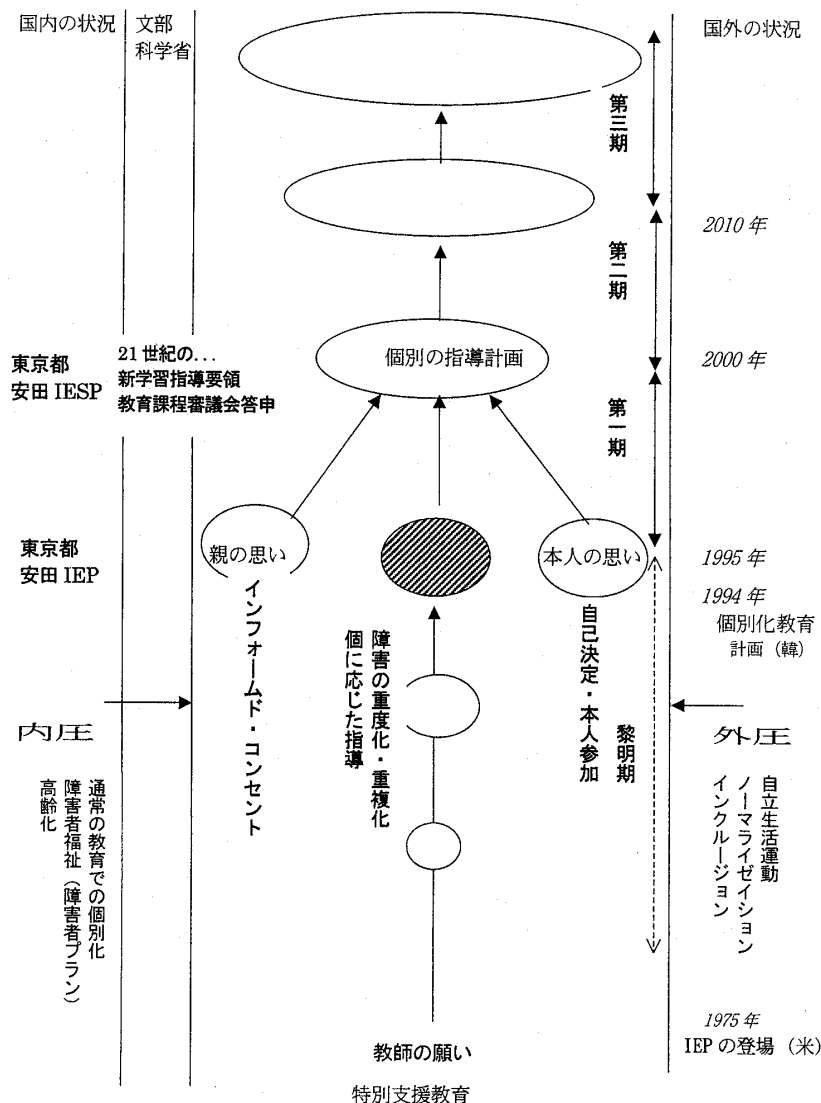 国内の状況
文部
科学省
国外の状況
第三期
2010年
第二期
個別の指導計画
2000年
東京都
安田IESP
21世紀の...
新学習指導要領
教育課程審議会答申
第一期
親の思い
本人の思い
東京都
安田IEP
1995年
1994年
個別化教育
計画（韓）
インフォームド・コンセント
障害の重度化・重複化
個に応じた指導
自己決定・本人参加
黎明期
内圧
外圧
通常の教育での個別化
障害者福祉（障害者プラン）
高齢化
自立生活運動
ノーマライゼイション
インクルージョン
1975年
IEPの登場（米）
教師の願い
特別支援教育